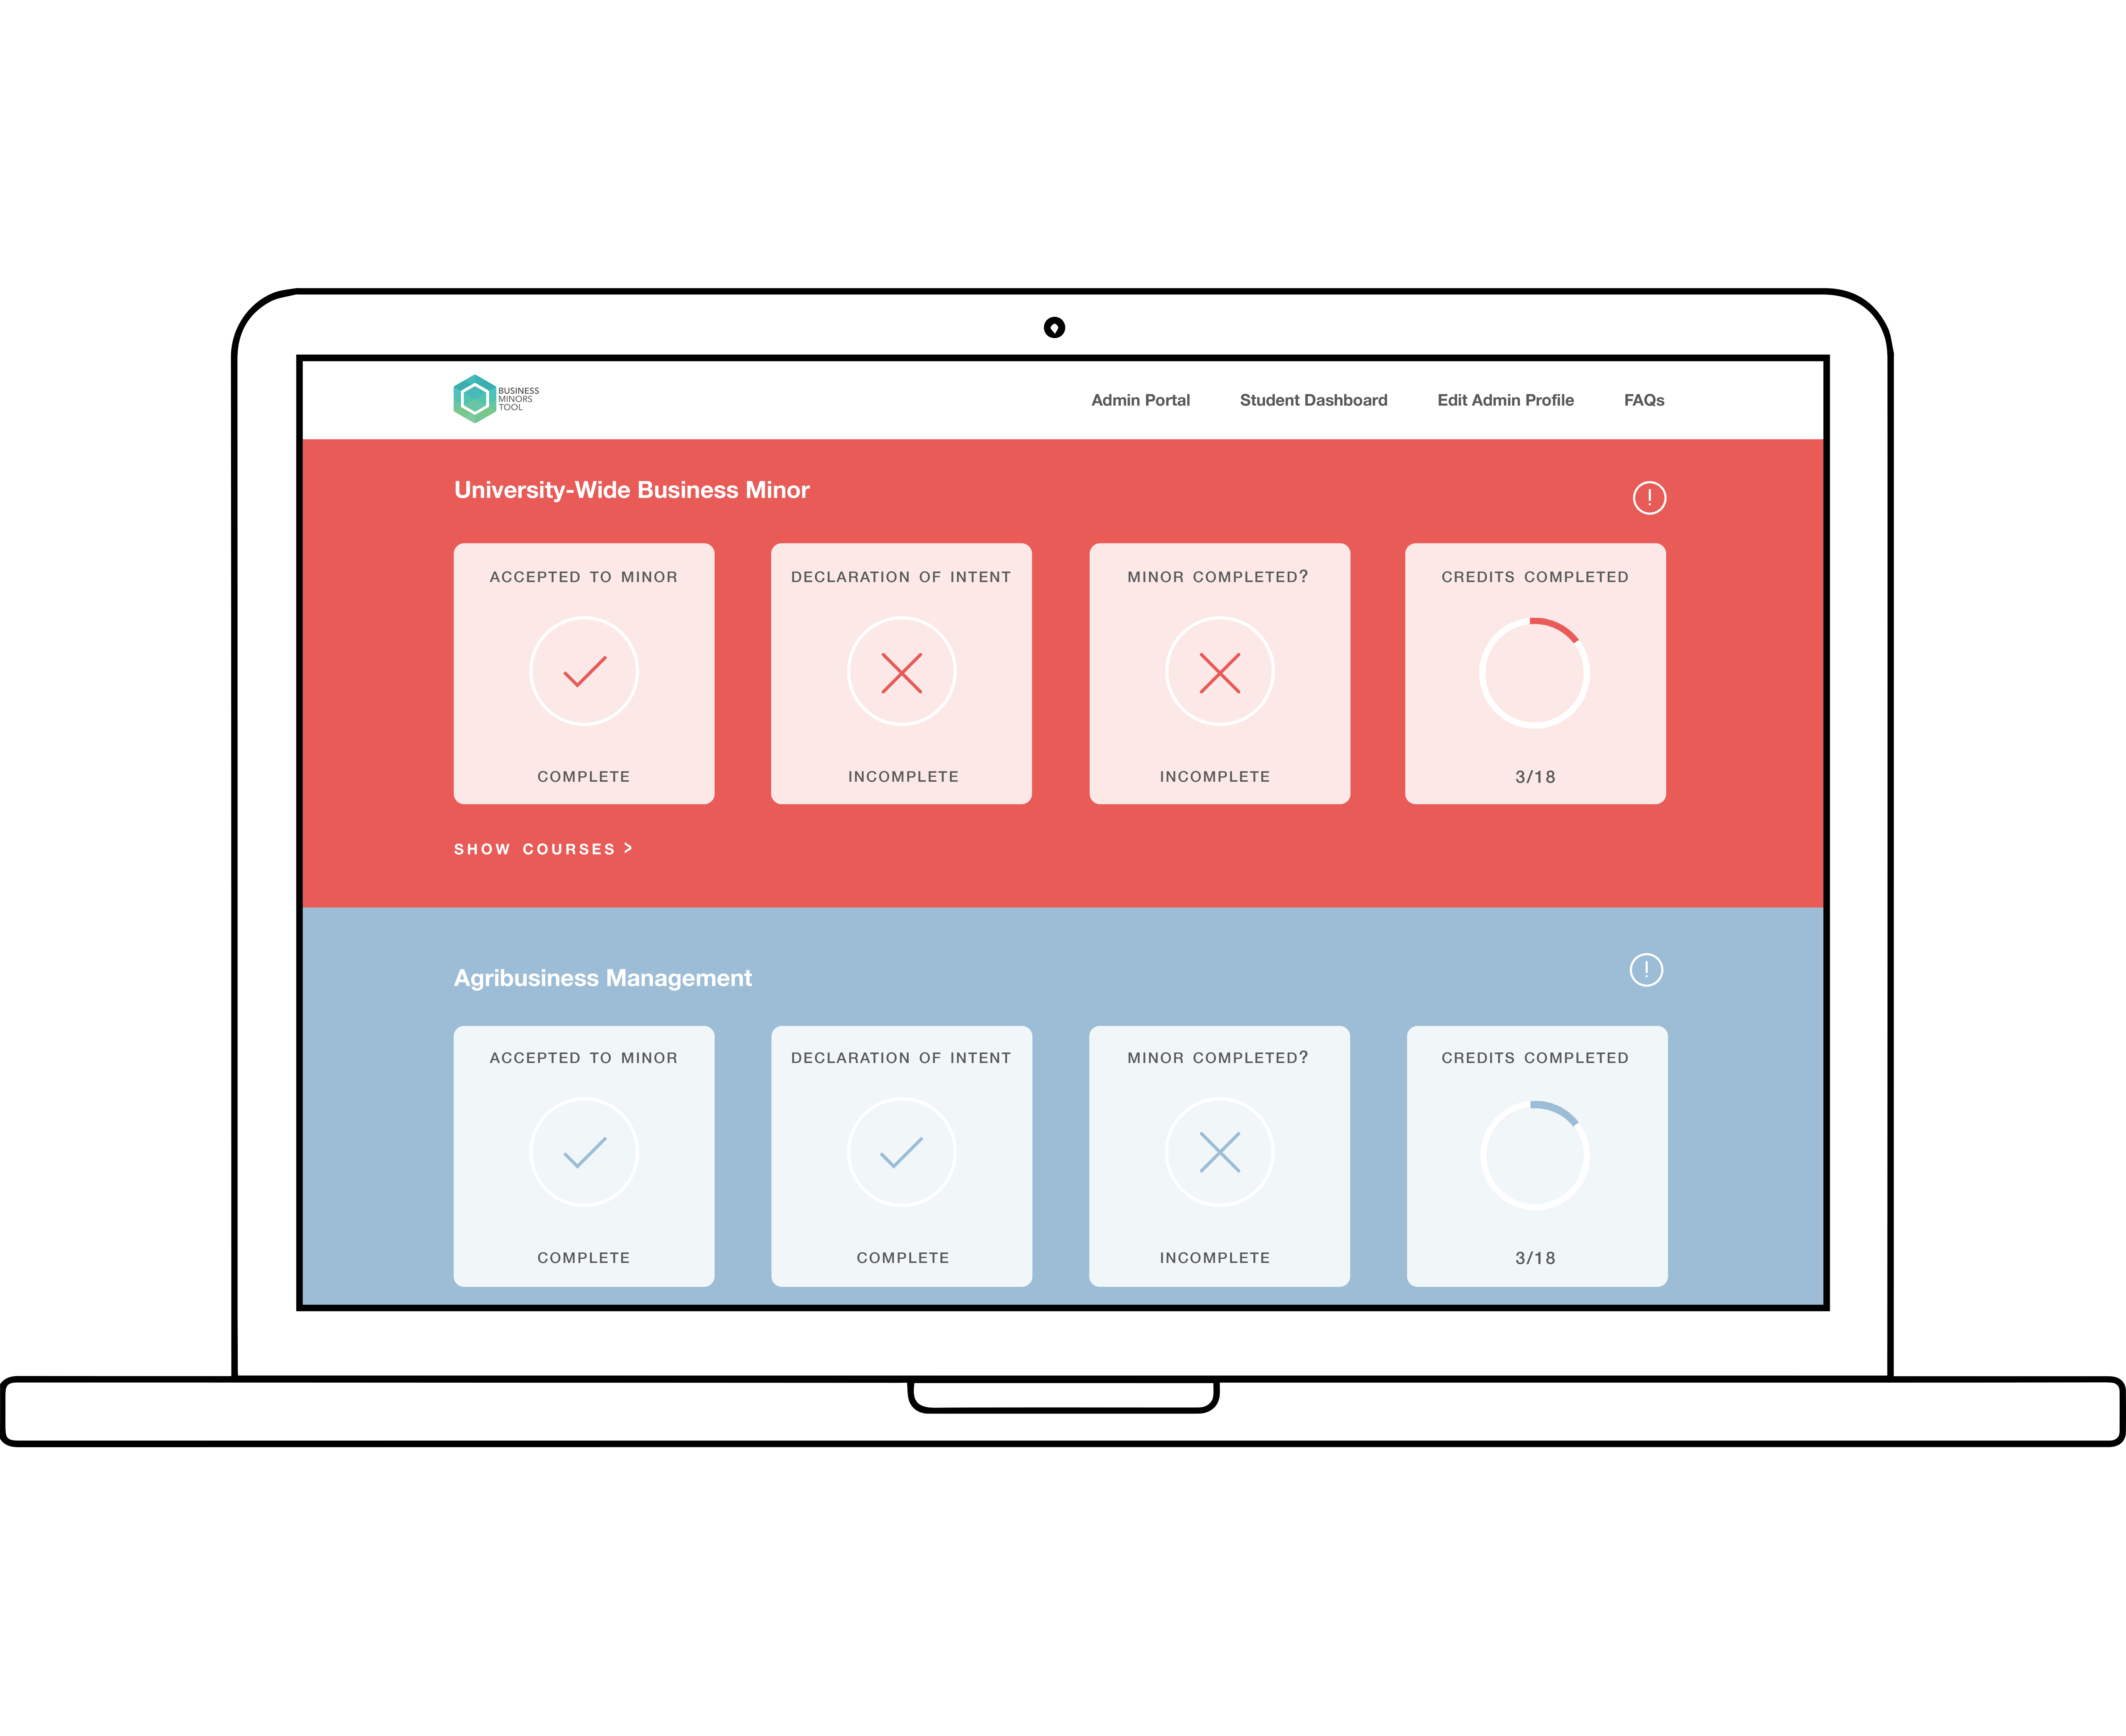 BUSINESS
MINORS
TOOL
Admin Portal Student Dashboard Edit Admin Profile FAQs
University-Wide Business Minor
!
ACCEPTED TO MINOR DECLARATION OF INTENT MINOR COMPLETED? CREDITS COMPLETED
COMPLETE INCOMPLETE INCOMPLETE 3/18
SHOW COURSES >
Agribusiness Management
!
ACCEPTED TO MINOR DECLARATION OF INTENT MINOR COMPLETED? CREDITS COMPLETED
COMPLETE COMPLETE INCOMPLETE 3/18